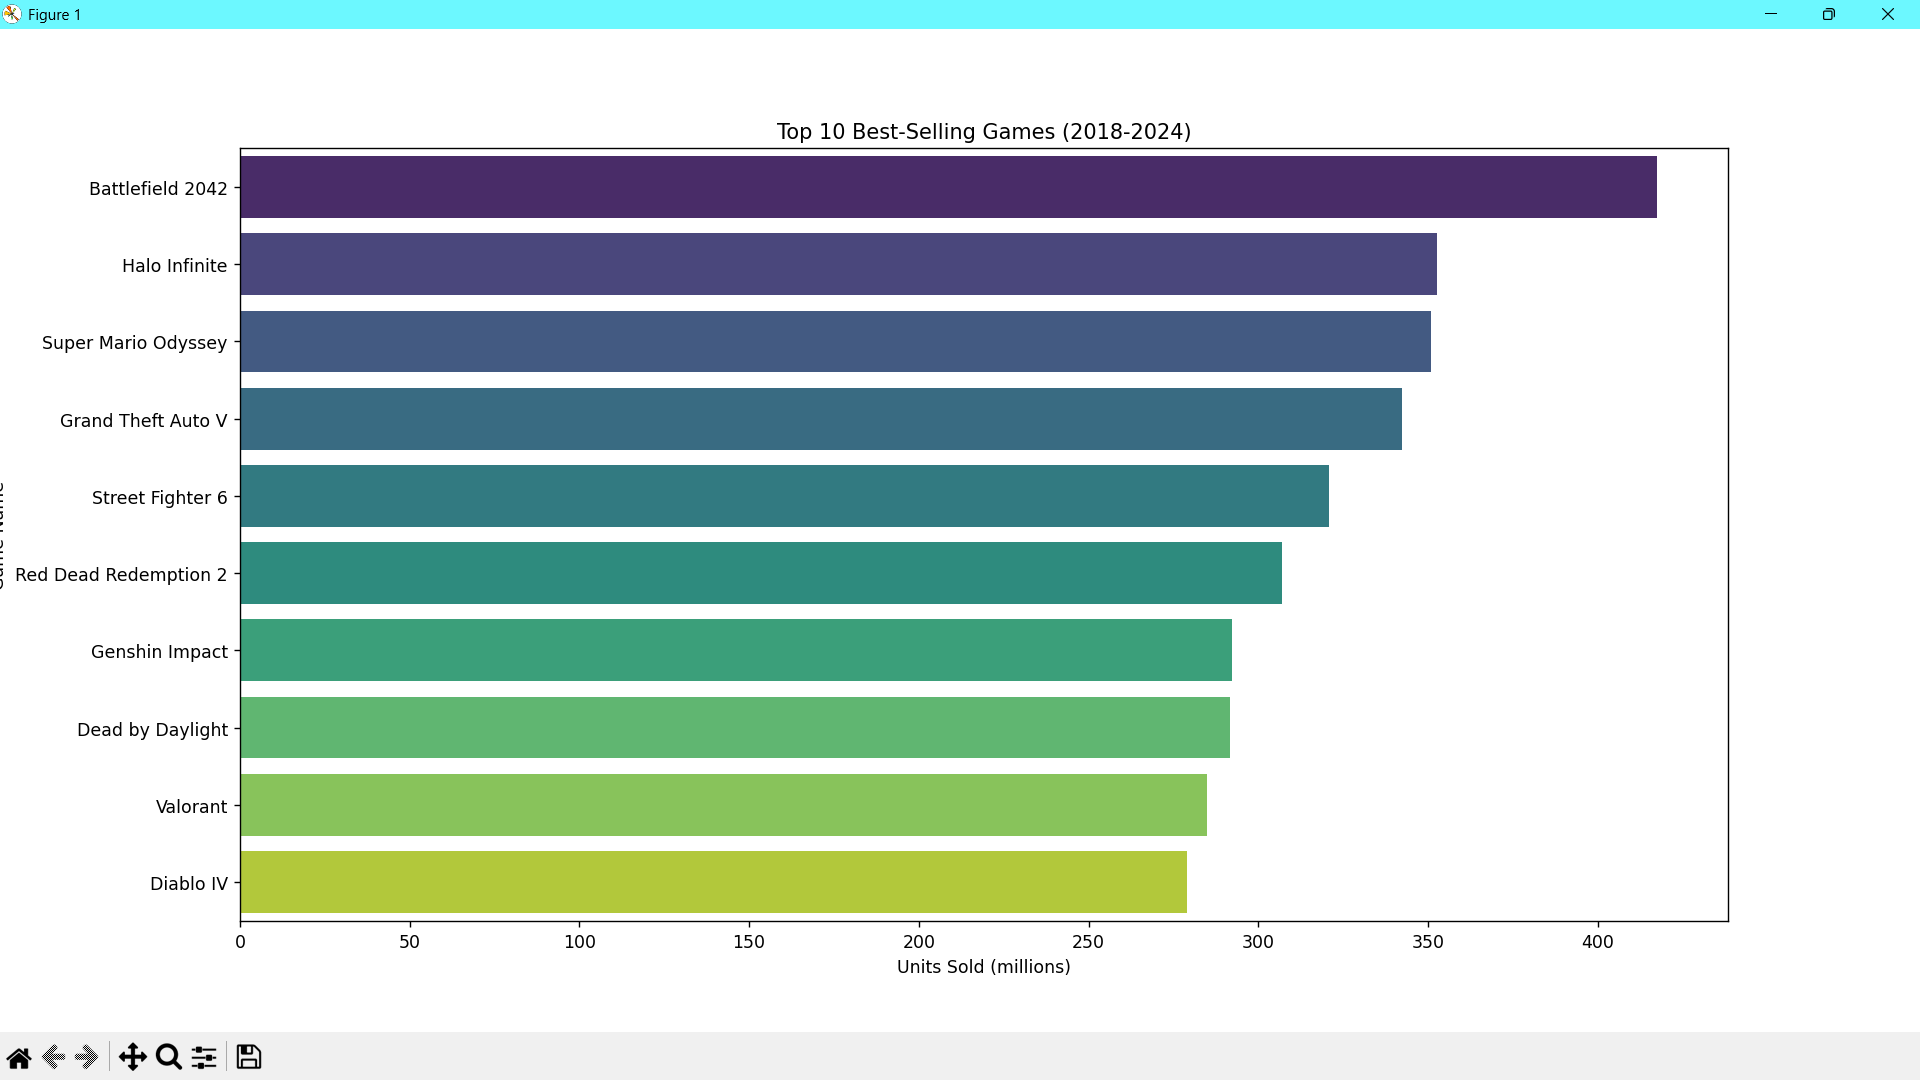 Figure 1
Top 10 Best-Selling Games (2018-2024)
Battlefield 2042
Halo Infinite
Super Mario Odyssey
Grand Theft Auto V
Street Fighter 6
Red Dead Redemption 2
Genshin Impact
Dead by Daylight
Valorant
Diablo IV
0 50 100 150 200 250 300 350 400
Units Sold (millions)